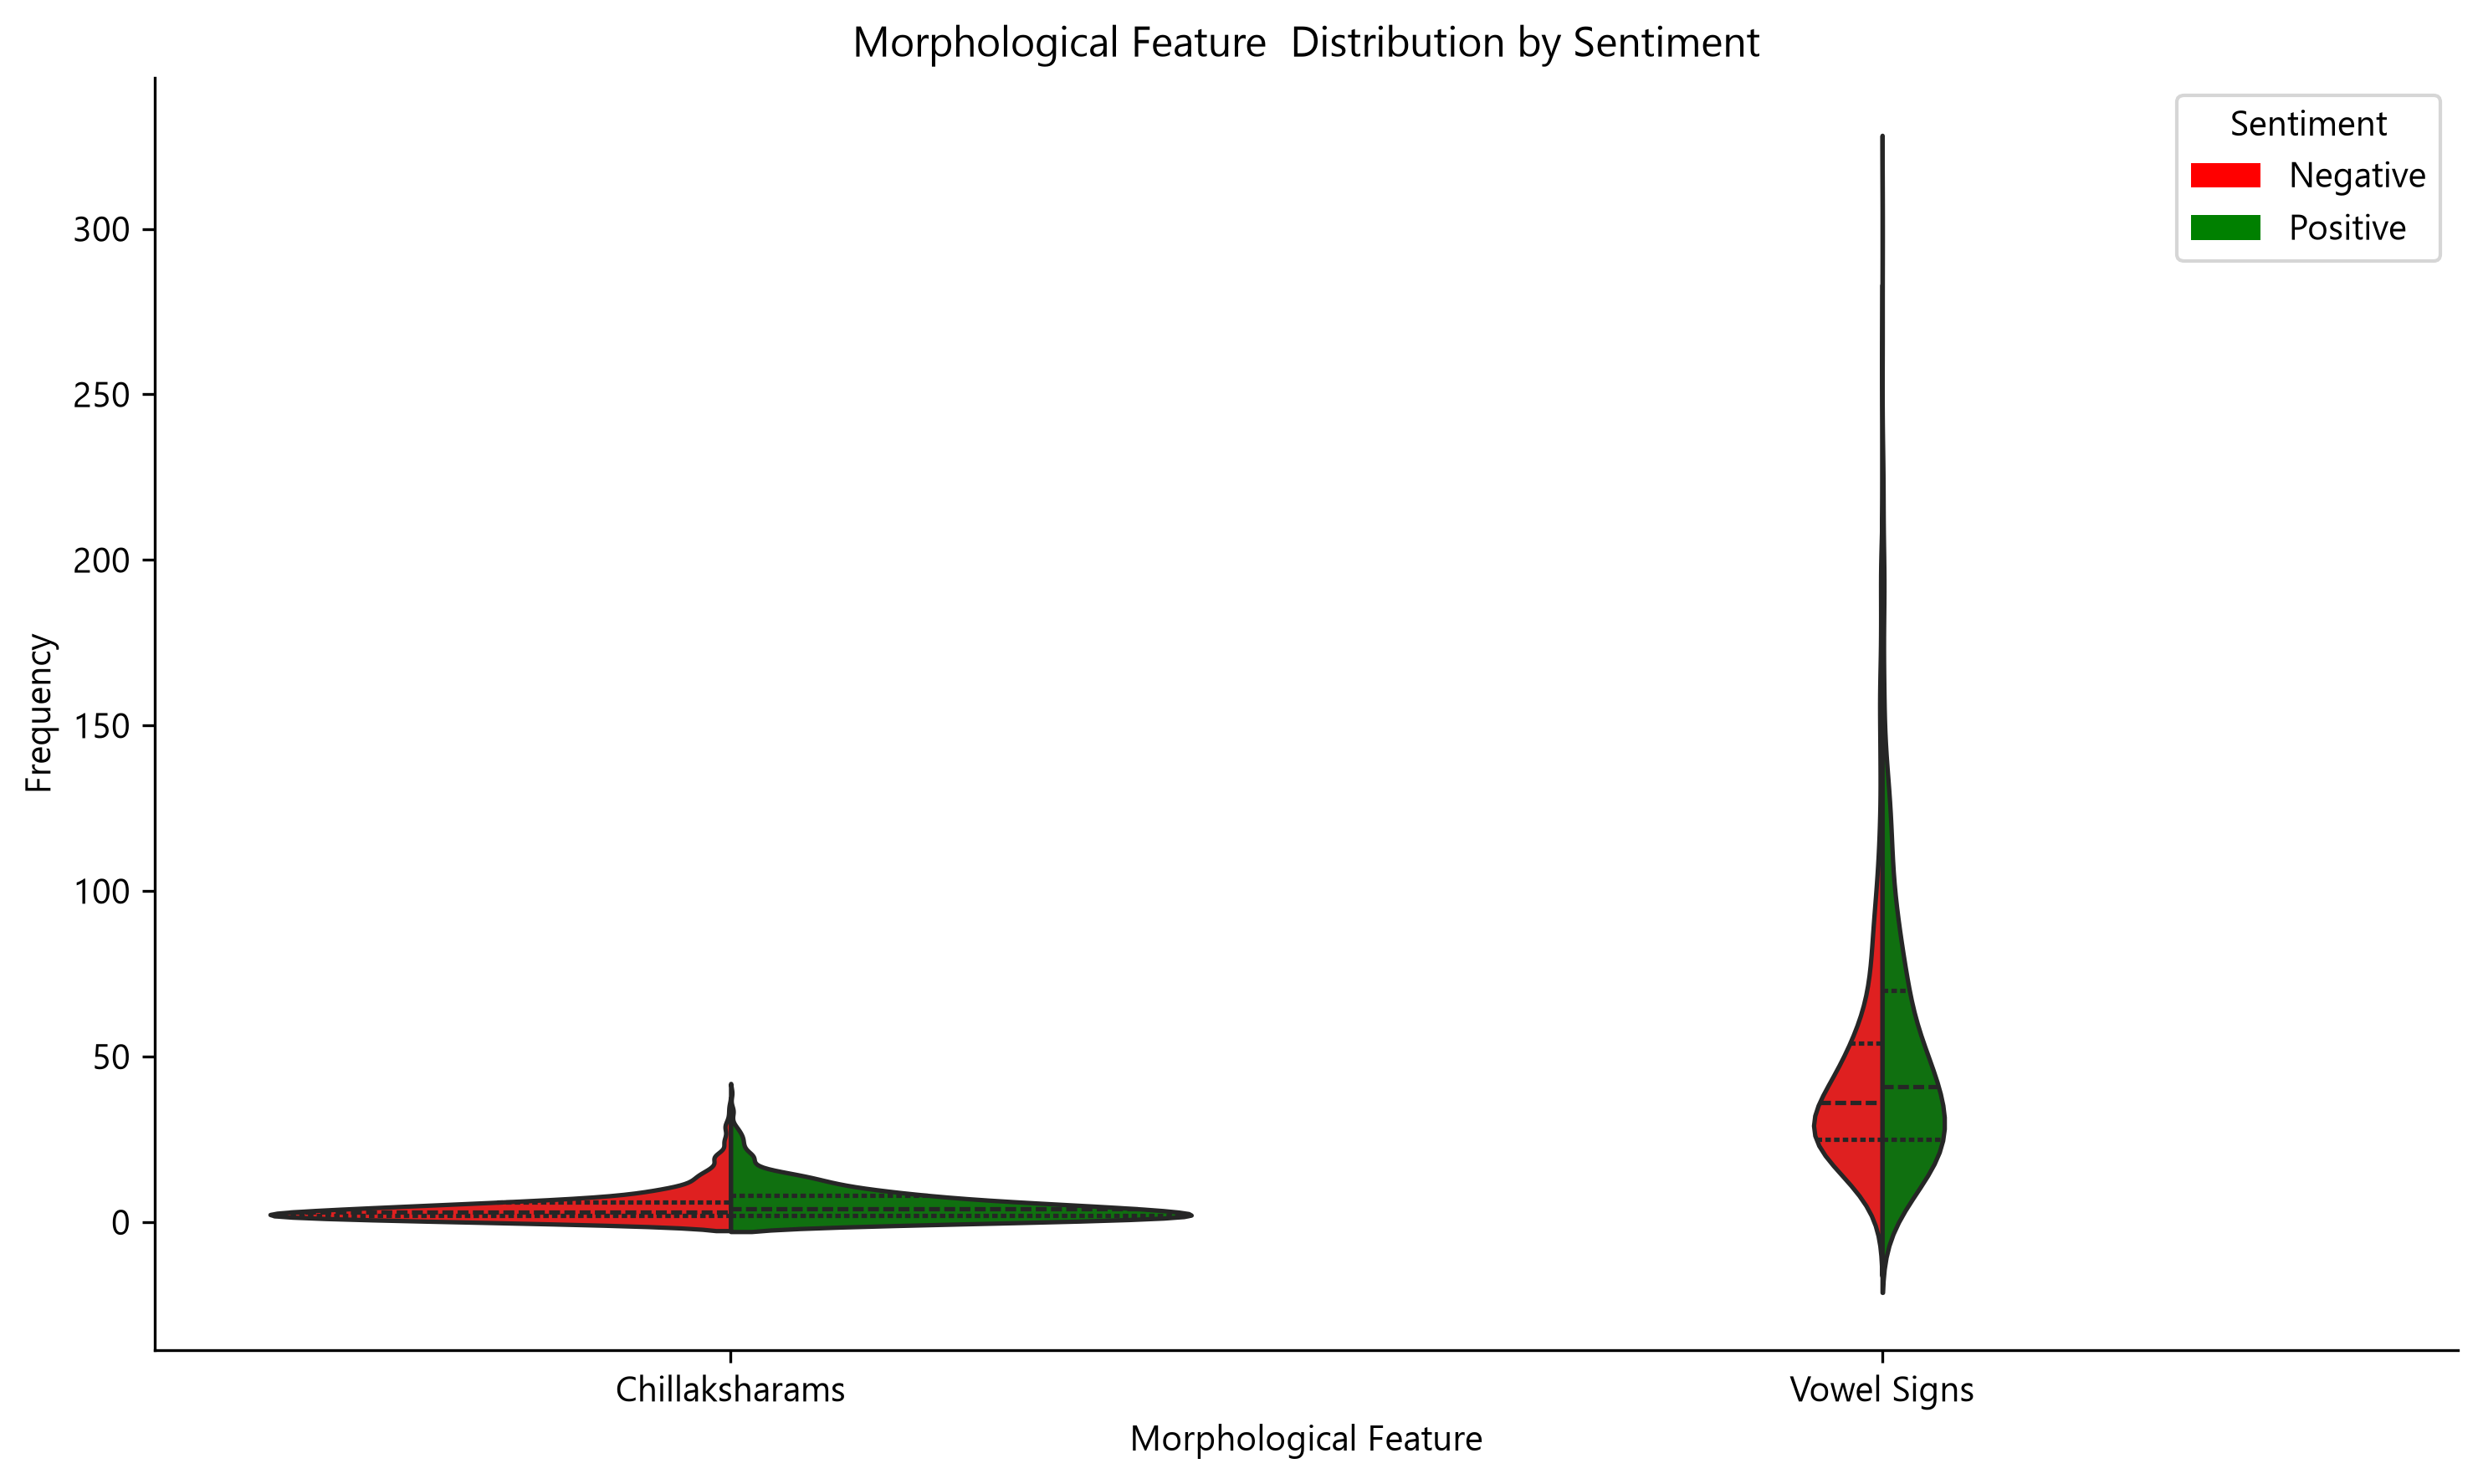 Morphological Feature  Distribution by Sentiment
Sentiment
Negative
Positive
Frequency
300
250
200
150
100
50
0
Chillaksharams
Vowel Signs
Morphological Feature